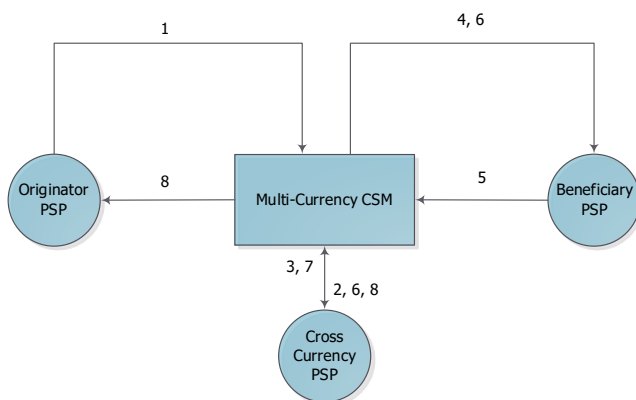 1
4, 6
Originator
PSP
8
Multi-Currency CSM
5
Beneficiary
PSP
3, 7
2, 6, 8
Cross
Currency
PSP